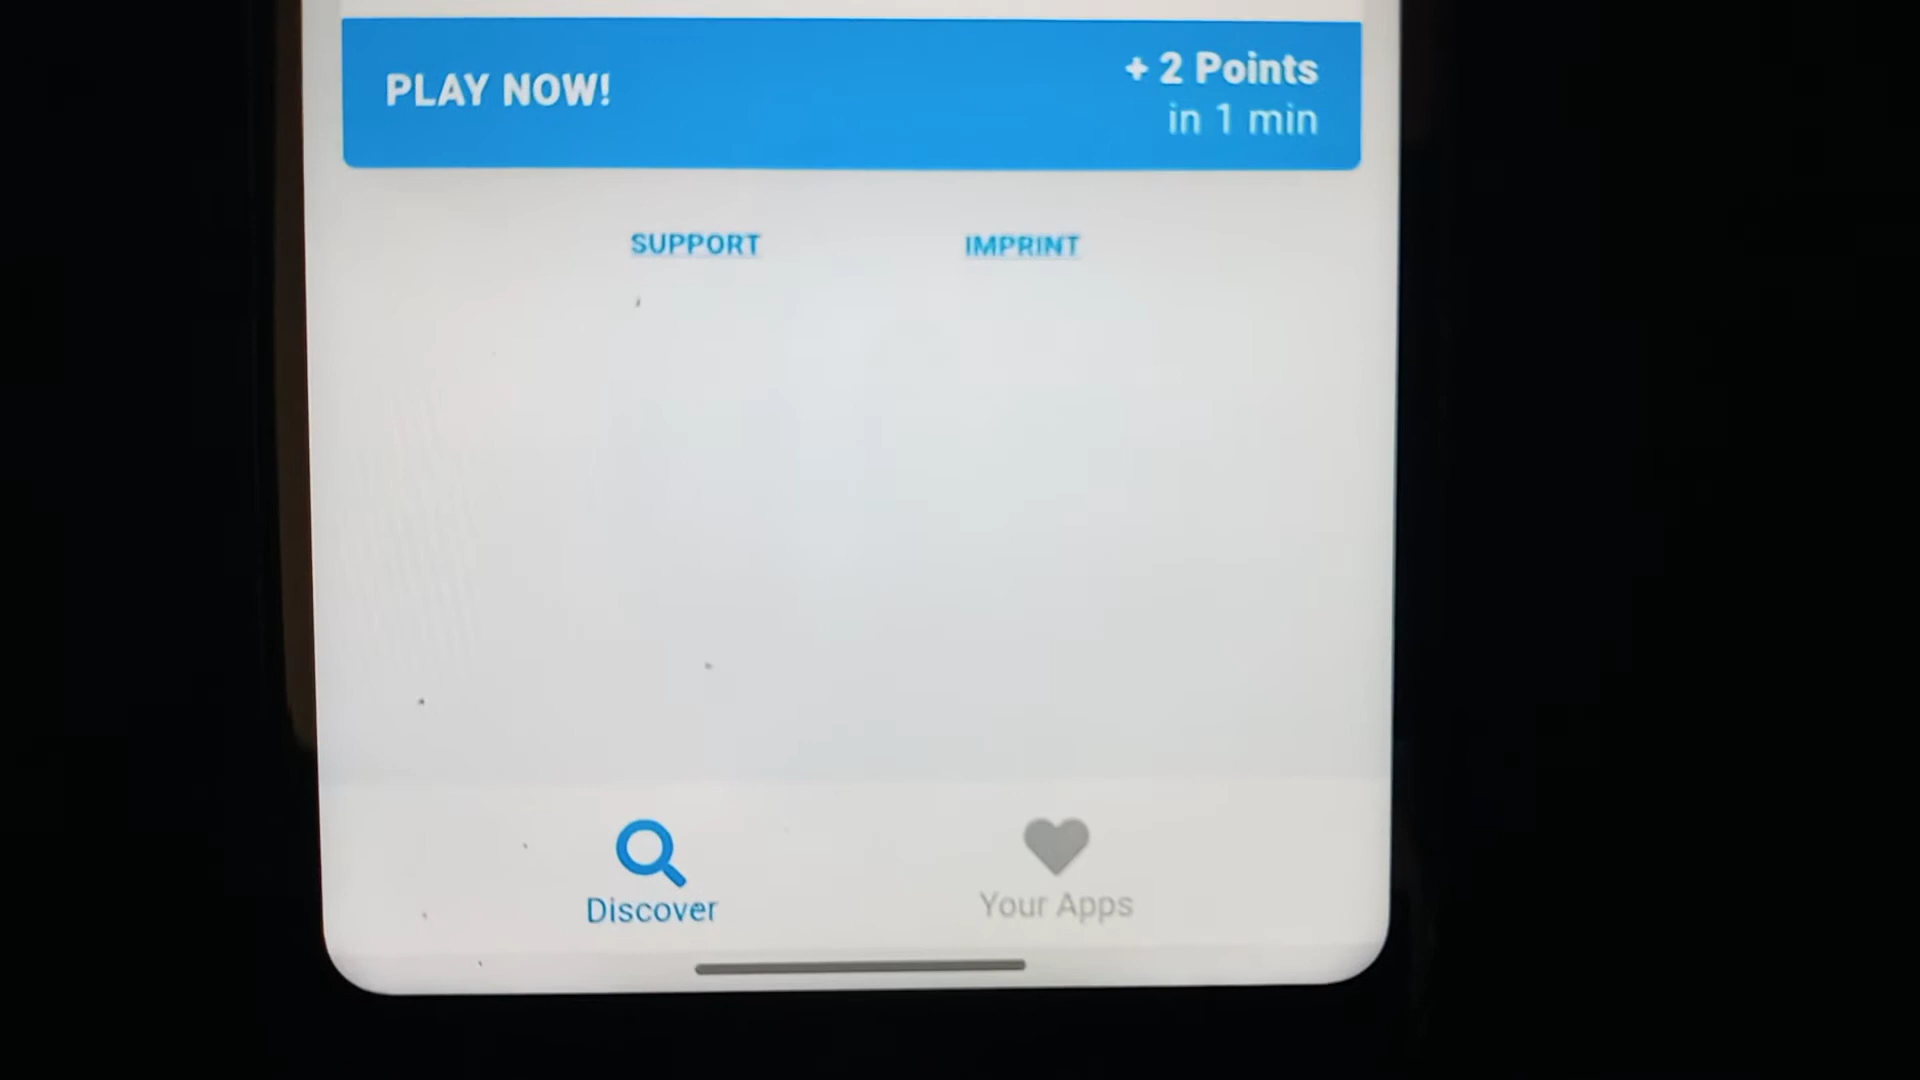 PLAY NOW!
+ 2 Points
in 1 min
SUPPORT
IMPRINT
Discover
Your Apps